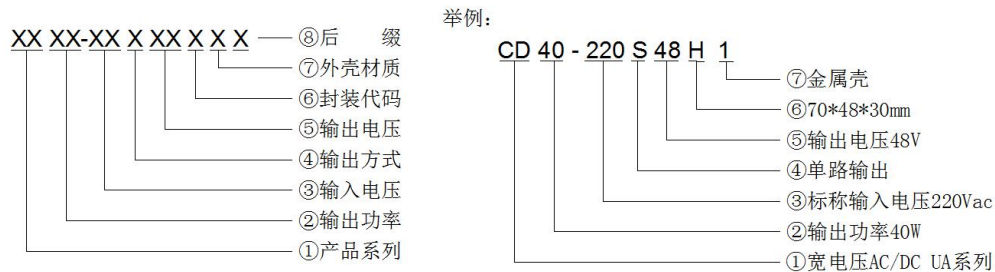 XX XX-XX X XX X X X
⑧后 缀
⑦外壳材质
⑥封装代码
⑤输出电压
④输出方式
③输入电压
②输出功率
①产品系列
举例：
CD 40-220 S 48 H 1
⑦金属壳
⑥70*48*30mm
⑤输出电压48V
④单路输出
③标称输入电压220Vac
②输出功率40W
①宽电压AC/DC UA系列